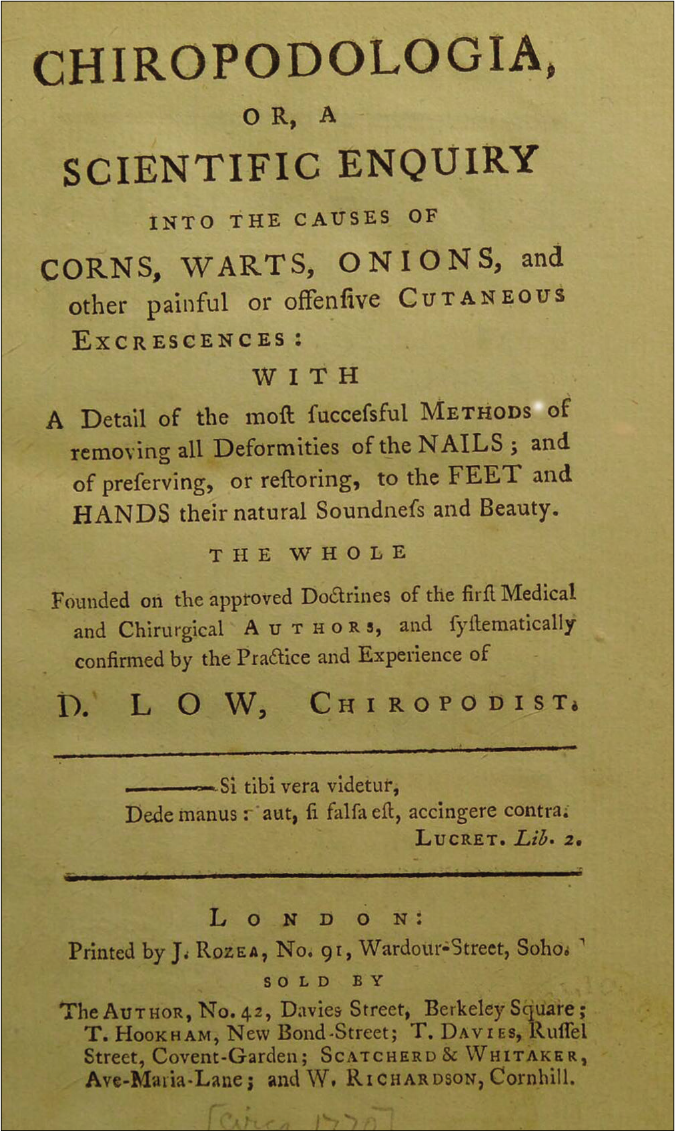 CHIROPODOLOGIA,
OR, A
SCIENTIFIC ENQUIRY
INTO THE CAUSES OF
CORNS, WARTS, ONIONS, and
other painful or offenſive CUTANEOUS
EXCRESCENCES:
WITH
A Detail of the moſt ſucceſsful METHODS of
removing all Deformities of the NAILS; and
of preſerving, or reſtoring, to the FEET and
HANDS their natural Soundneſs and Beauty.
THE WHOLE
Founded on the approved Doctrines of the firſt Medical
and Chirurgical AUTHORS, and ſyſtematically
confirmed by the Practice and Experience of
D. LOW, CHIROPODIST.
Si tibi vera videtur,
Dede manus: aut, ſi falſa eſt, accingere contra.
LUCRET. Lib. 2.
LONDON:
Printed by J. ROZEA, No. 91, Wardour-Street, Soho.
SOLD BY
The AUTHOR, No. 42, Davies Street, Berkeley Square;
T. HOOKHAM, New Bond-Street; T. DAVIES, Ruſſel
Street, Covent-Garden; SCATCHERD & WHITAKER,
Ave-Maria-Lane; and W. RICHARDSON, Cornhill.
[circa 1770]